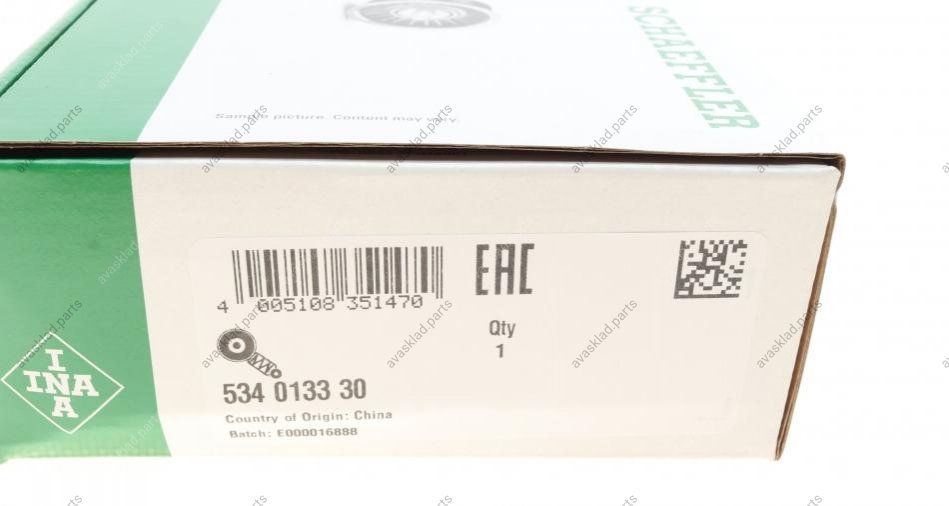 SCHAEFFLER
Sample picture. Content may vary.
4 005108 351470
EAC
Qty
1
534 0133 30
Country of Origin: China
Batch: E000016888
INA
INA
avasklad.parts